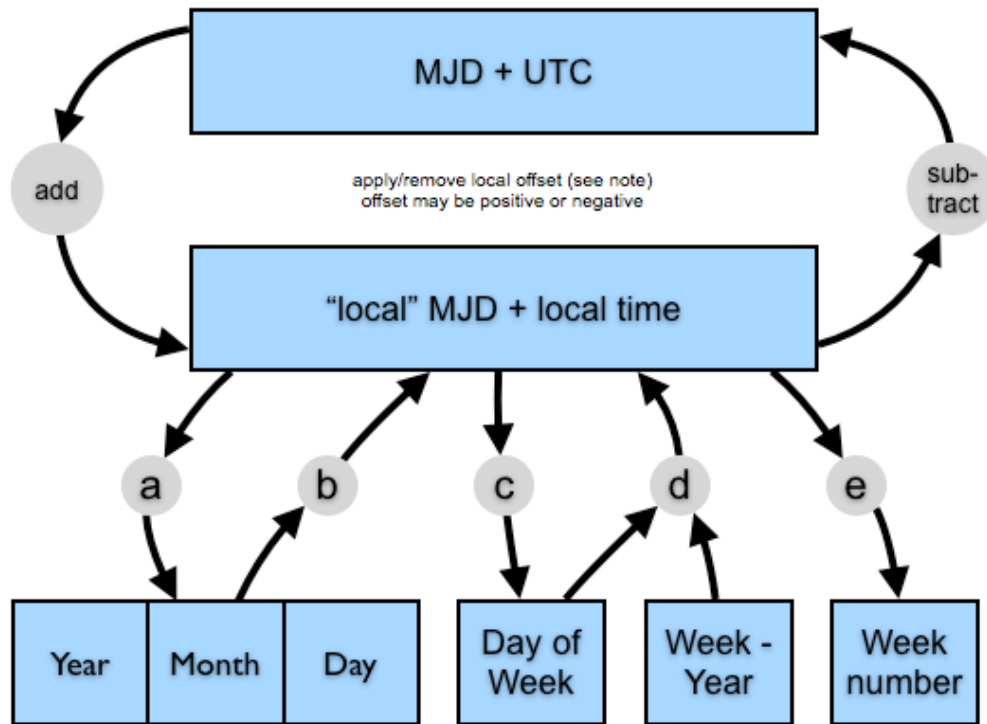 MJD + UTC
add
apply/remove local offset (see note)
offset may be positive or negative
sub-
tract
“local” MJD + local time
a
b
c
d
e
Year
Month
Day
Day of
Week
Week -
Year
Week
number